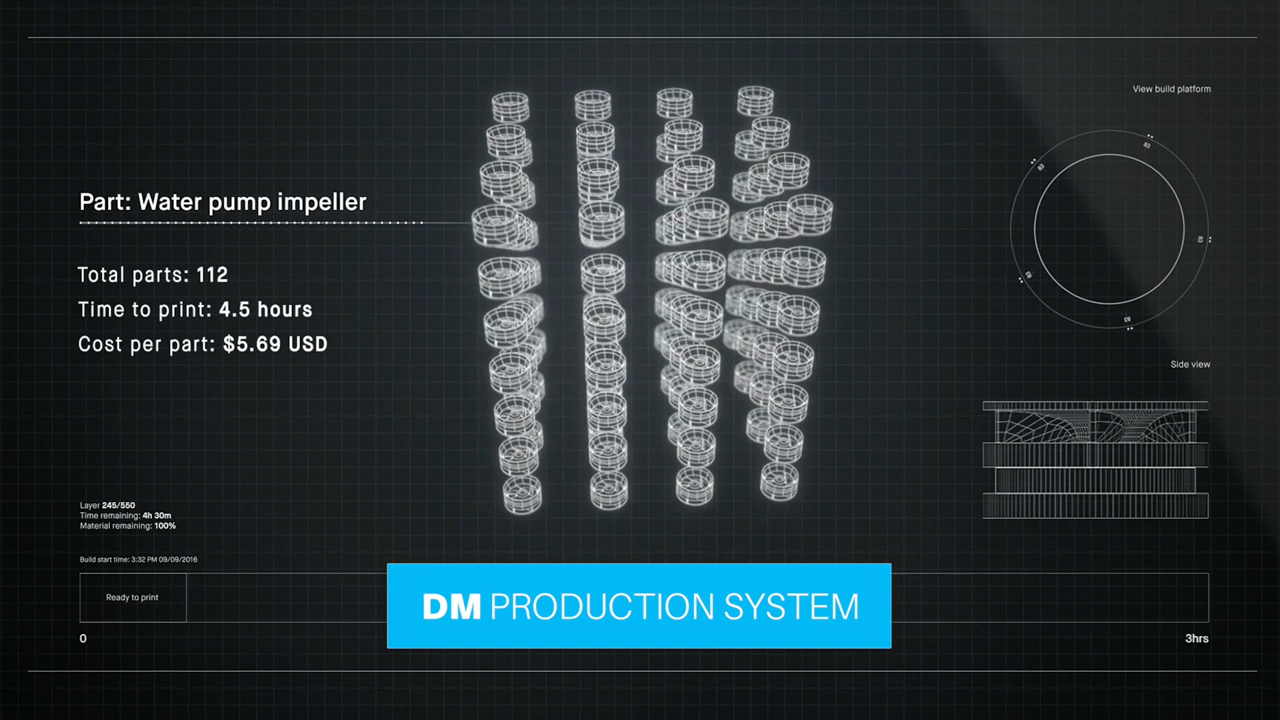 View build platform
Part: Water pump impeller
Total parts: 112
Time to print: 4.5 hours
Cost per part: $5.69 USD
Side view
Layer 245/550
Time remaining: 4h 30m
Material remaining: 100%
Build start time: 3:32 PM 09/09/2016
Ready to print
DM PRODUCTION SYSTEM
0
3hrs